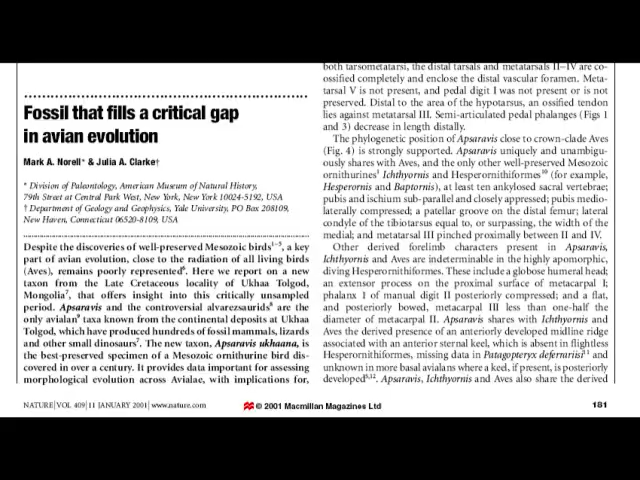 Fossil that fills a critical gap
in avian evolution
Mark A. Norell* & Julia A. Clarke†
* Division of Paleontology, American Museum of Natural History,
79th Street at Central Park West, New York, New York 10024-5192, USA
† Department of Geology and Geophysics, Yale University, PO Box 208109,
New Haven, Connecticut 06520-8109, USA
Despite the discoveries of well-preserved Mesozoic birds1–5, a key
part of avian evolution, close to the radiation of all living birds
(Aves), remains poorly represented6. Here we report on a new
taxon from the Late Cretaceous locality of Ukhaa Tolgod,
Mongolia7, that offers insight into this critically unsampled
period. Apsaravis and the controversial alvarezsaurids8 are the
only avialan9 taxa known from the continental deposits at Ukhaa
Tolgod, which have produced hundreds of fossil mammals, lizards
and other small dinosaurs7. The new taxon, Apsaravis ukhaana, is
the best-preserved specimen of a Mesozoic ornithurine bird dis-
covered in over a century. It provides data important for assessing
morphological evolution across Avialae, with implications for,
both tarsometatarsi, the distal tarsals and metatarsals II–IV are co-
ossified completely and enclose the distal vascular foramen. Meta-
tarsal V is not present, and pedal digit I was not present or is not
preserved. Distal to the area of the hypotarsus, an ossified tendon
lies against metatarsal III. Semi-articulated pedal phalanges (Figs 1
and 3) decrease in length distally.
The phylogenetic position of Apsaravis close to crown-clade Aves
(Fig. 4) is strongly supported. Apsaravis uniquely and unambigu-
ously shares with Aves, and the only other well-preserved Mesozoic
ornithurines1 Ichthyornis and Hesperornithiformes10 (for example,
Hesperornis and Baptornis), at least ten ankylosed sacral vertebrae;
pubis and ischium sub-parallel and closely appressed; pubis medio-
laterally compressed; a patellar groove on the distal femur; lateral
condyle of the tibiotarsus equal to, or surpassing, the width of the
medial; and metatarsal III pinched proximally between II and IV.
Other derived forelimb characters present in Apsaravis,
Ichthyornis and Aves are indeterminable in the highly apomorphic,
diving Hesperornithiformes. These include a globose humeral head;
an extensor process on the proximal surface of metacarpal I;
phalanx 1 of manual digit II posteriorly compressed; and a flat,
and posteriorly bowed, metacarpal III less than one-half the
diameter of metacarpal II. Apsaravis shares with Ichthyornis and
Aves the derived presence of an anteriorly developed midline ridge
associated with an anterior sternal keel, which is absent in flightless
Hesperornithiformes, missing data in Patagopteryx deferrariisi11 and
unknown in more basal avialans where a keel, if present, is posteriorly
developed5,12. Apsaravis, Ichthyornis and Aves also share the derived
NATURE | VOL 409 | 11 JANUARY 2001 | www.nature.com
© 2001 Macmillan Magazines Ltd
181